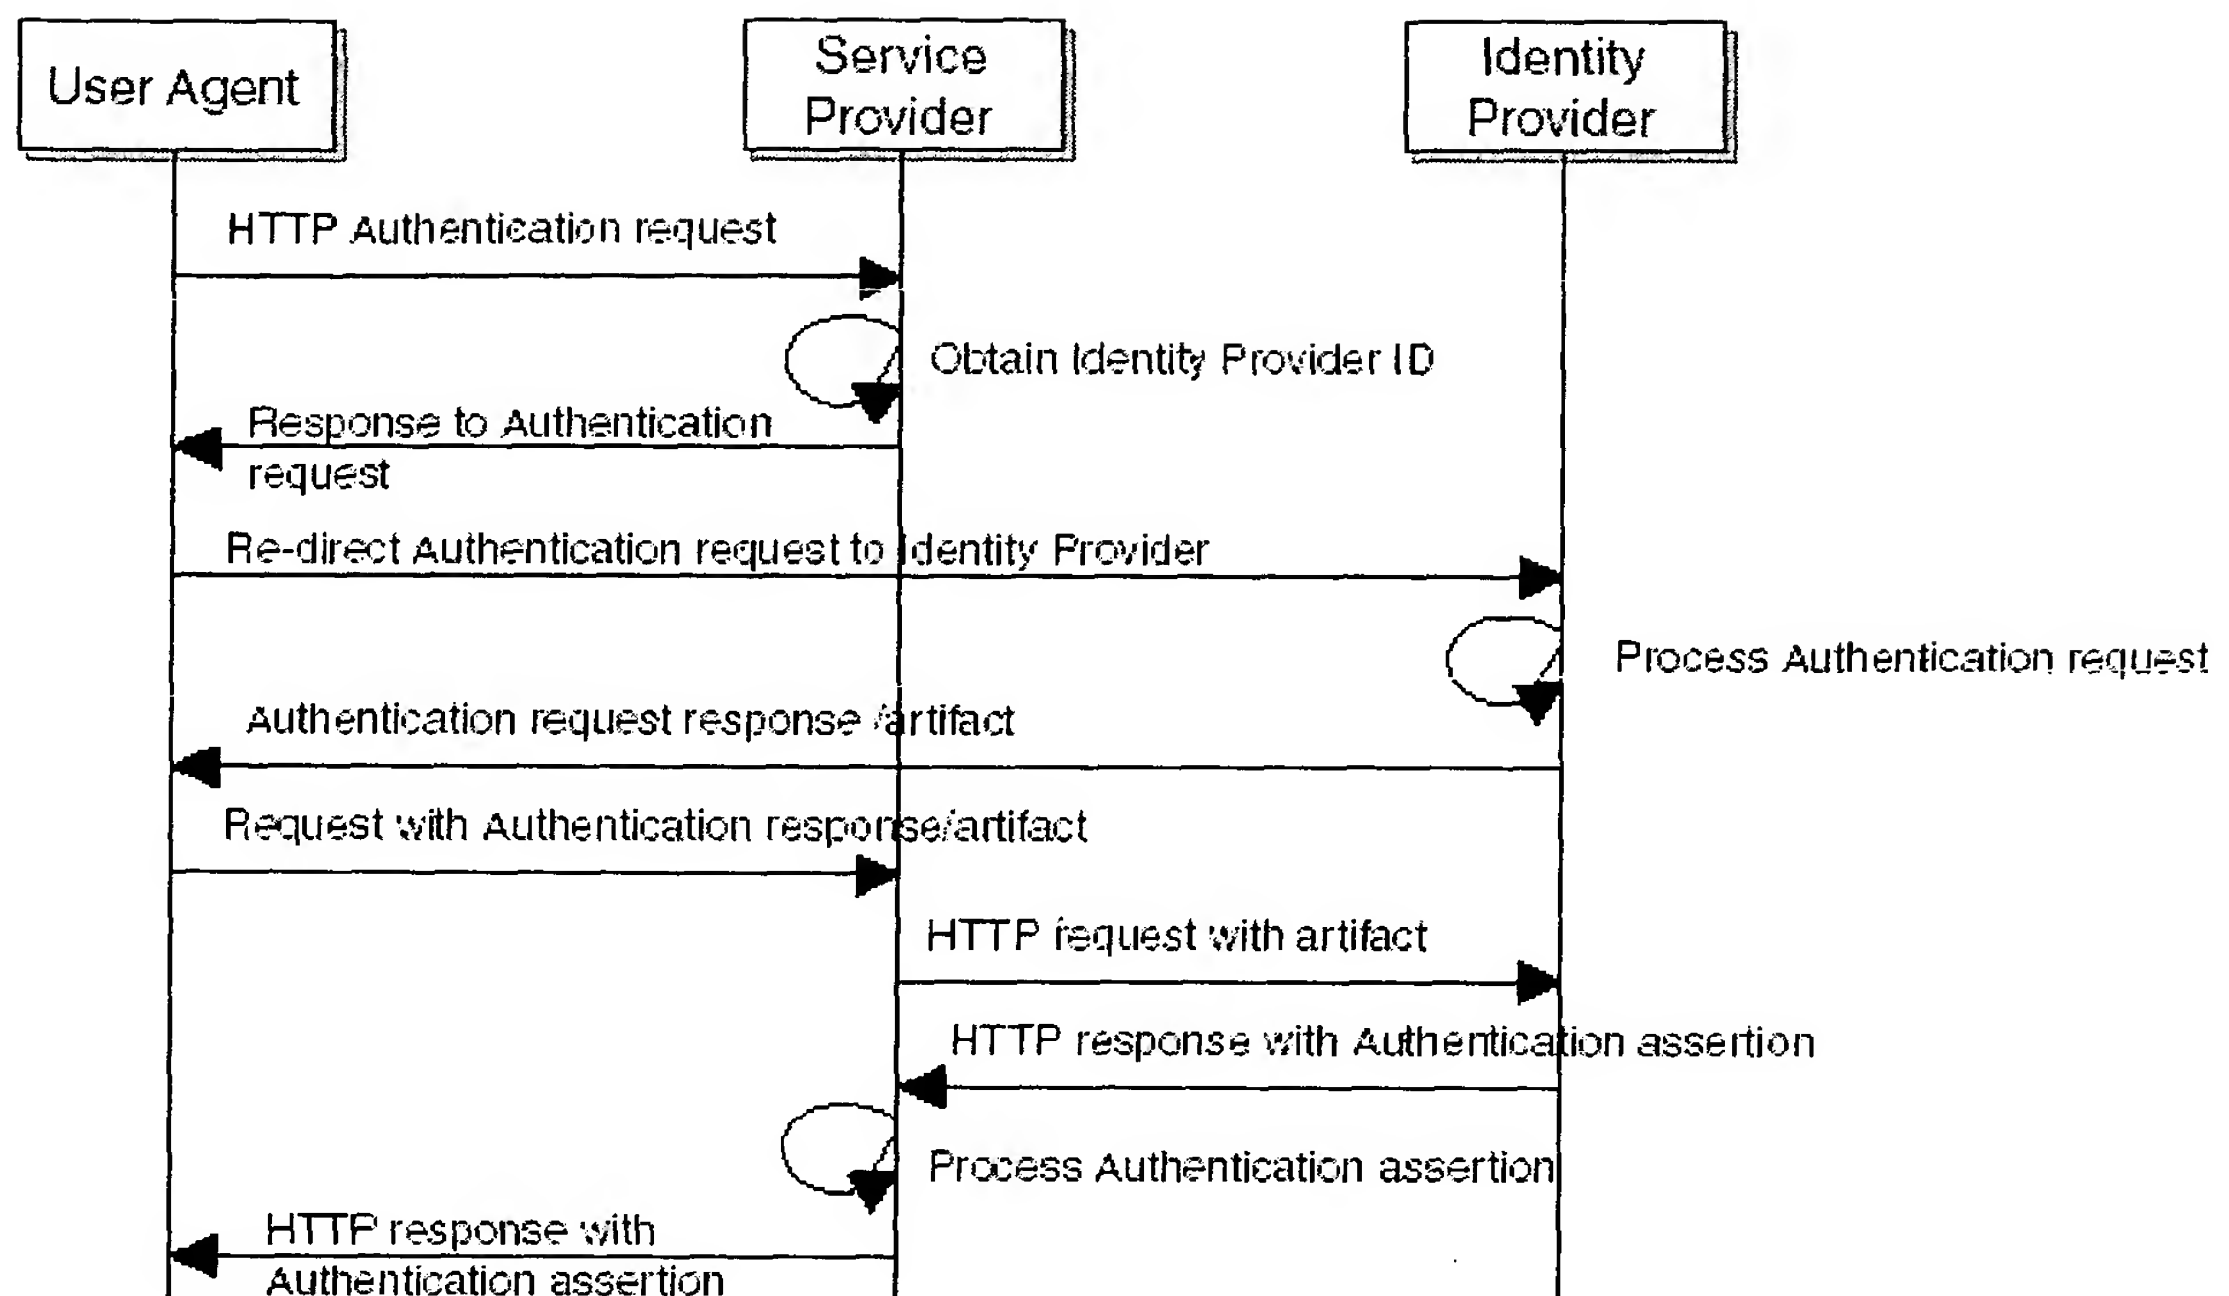 User Agent
Service
Provider
Identity
Provider
HTTP Authentication request
Obtain Identity Provider ID
Response to Authentication
request
Re-direct Authentication request to Identity Provider
Process Authentication request
Authentication request response /artifact
Request with Authentication response/artifact
HTTP request with artifact
HTTP response with Authentication assertion
Process Authentication assertion
HTTP response with
Authentication assertion